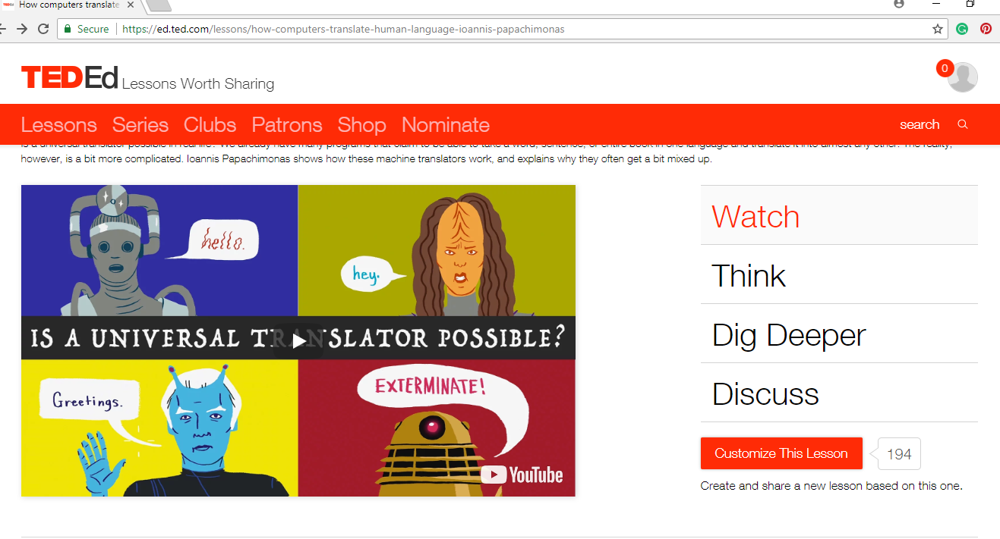 TEDEd How computers translate
Secure https://ed.ted.com/lessons/how-computers-translate-human-language-ioannis-papachimonas
TEDEd Lessons Worth Sharing
0
Lessons Series Clubs Patrons Shop Nominate search
is a universal translator possible in real life? We already have many programs that claim to be able to take a word, sentence, or entire book in one language and translate it into almost any other. The reality,
however, is a bit more complicated. Ioannis Papachimonas shows how these machine translators work, and explains why they often get a bit mixed up.
hello.
hey.
IS A UNIVERSAL TRANSLATOR POSSIBLE?
Greetings.
EXTERMINATE!
YouTube
Watch
Think
Dig Deeper
Discuss
Customize This Lesson 194
Create and share a new lesson based on this one.